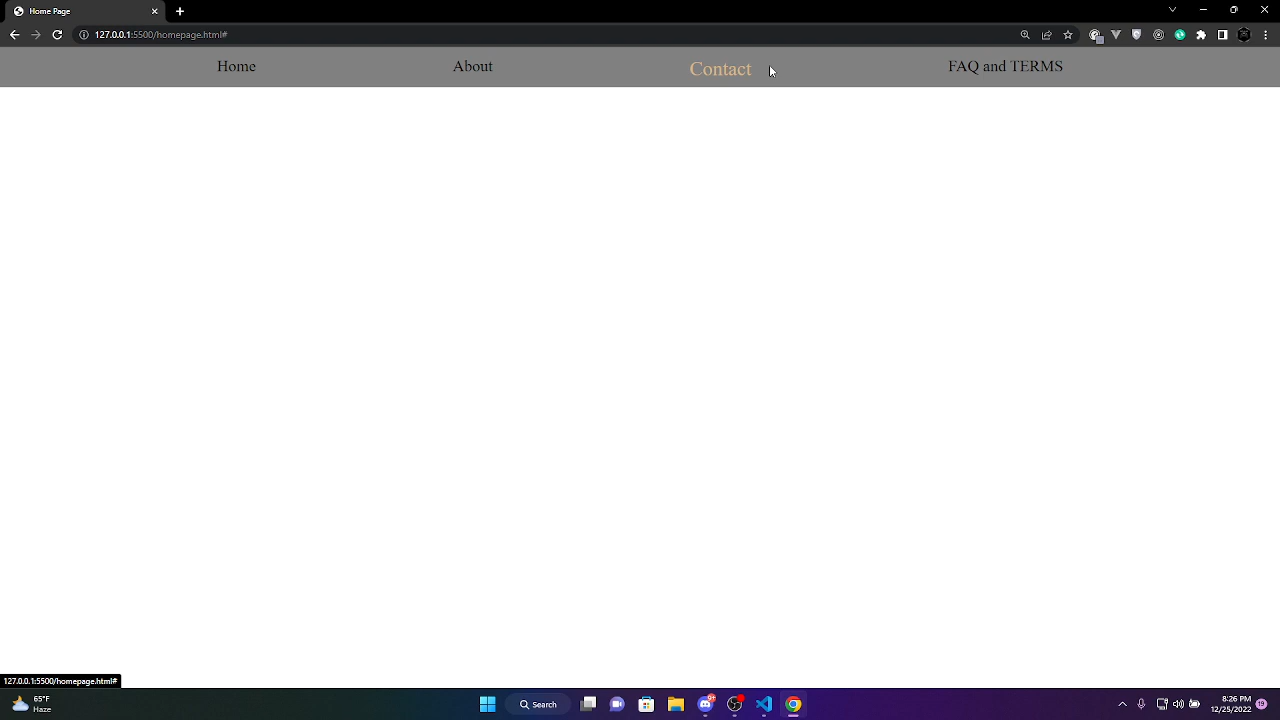 Home Page
127.0.0.1:5500/homepage.html#
Home About Contact FAQ and TERMS
127.0.0.1:5500/homepage.html#
65°F
Haze
Search
8:26 PM
12/25/2022